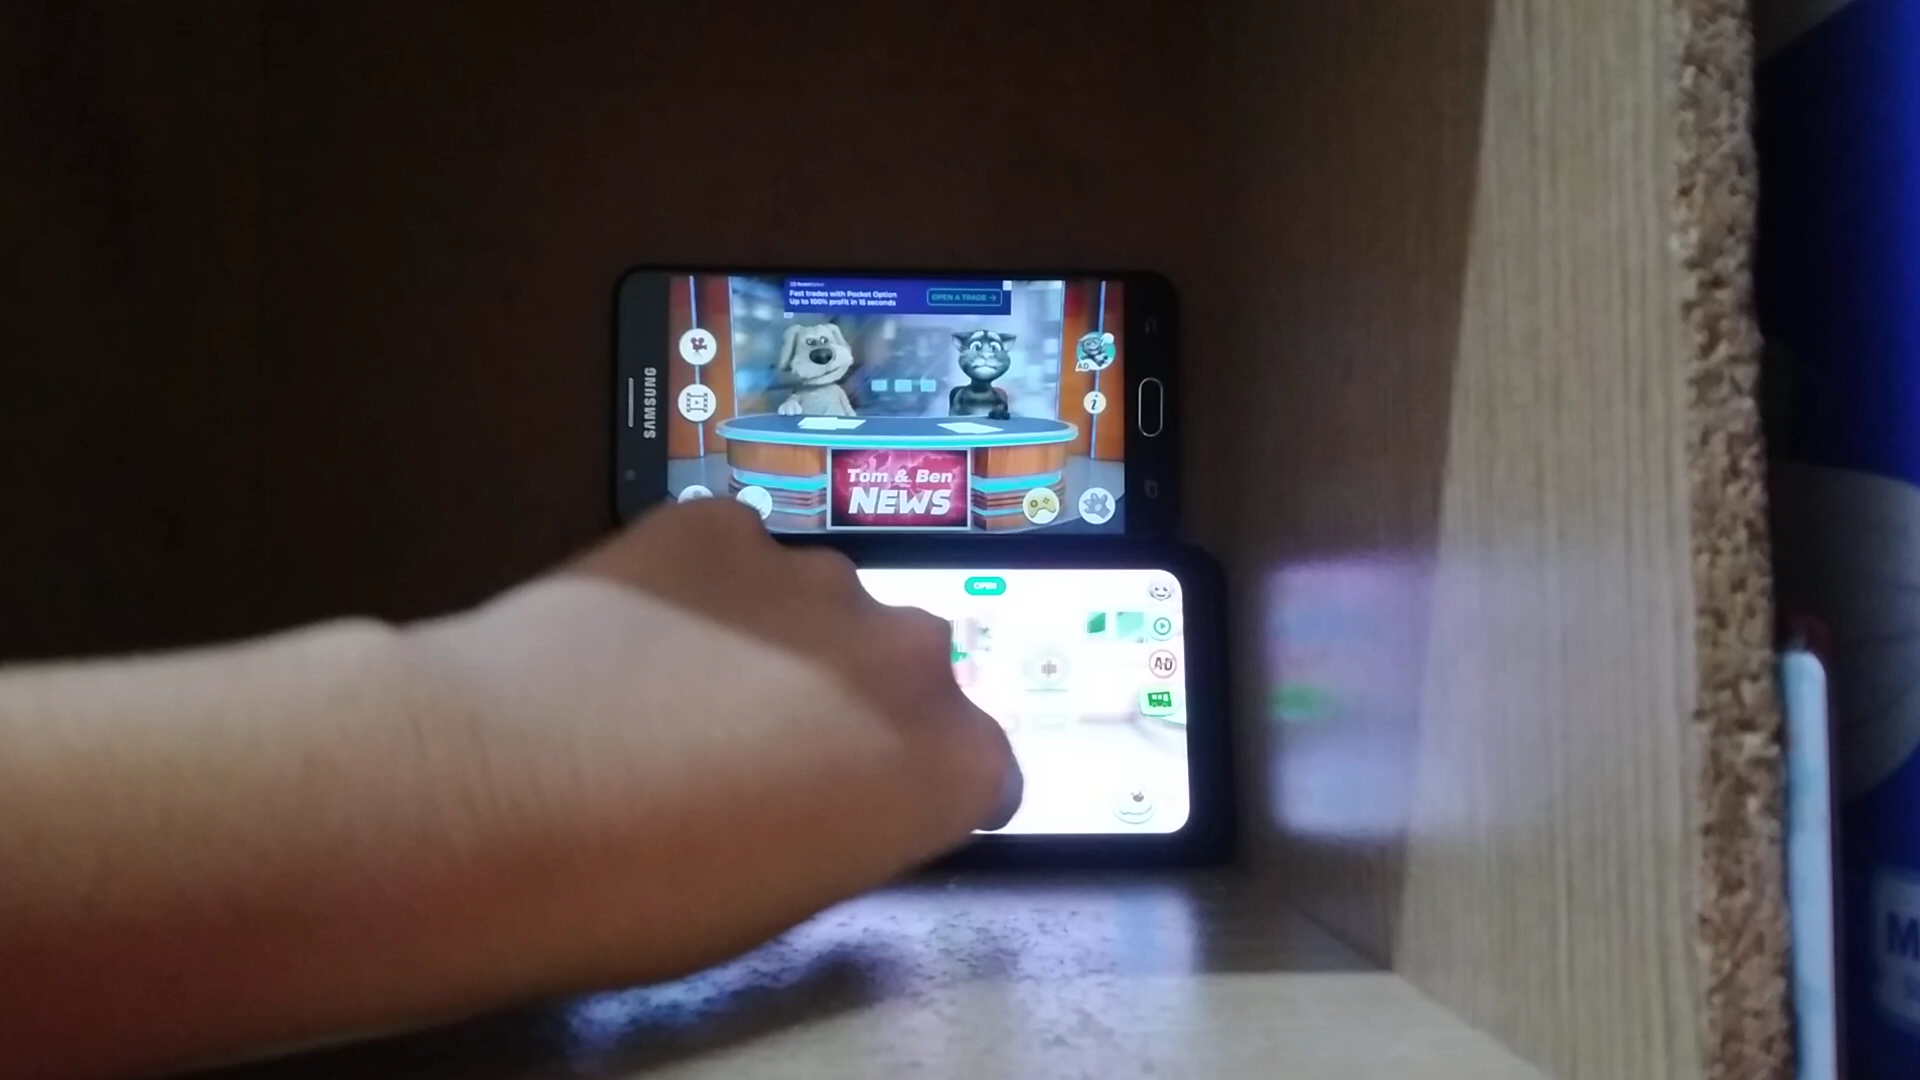 Fast trades with Pocket Option
Up to 100% profit in 15 seconds
OPEN A TRADE →
SAMSUNG
AD
i
Tom & Ben
NEWS
OPEN
AD
M